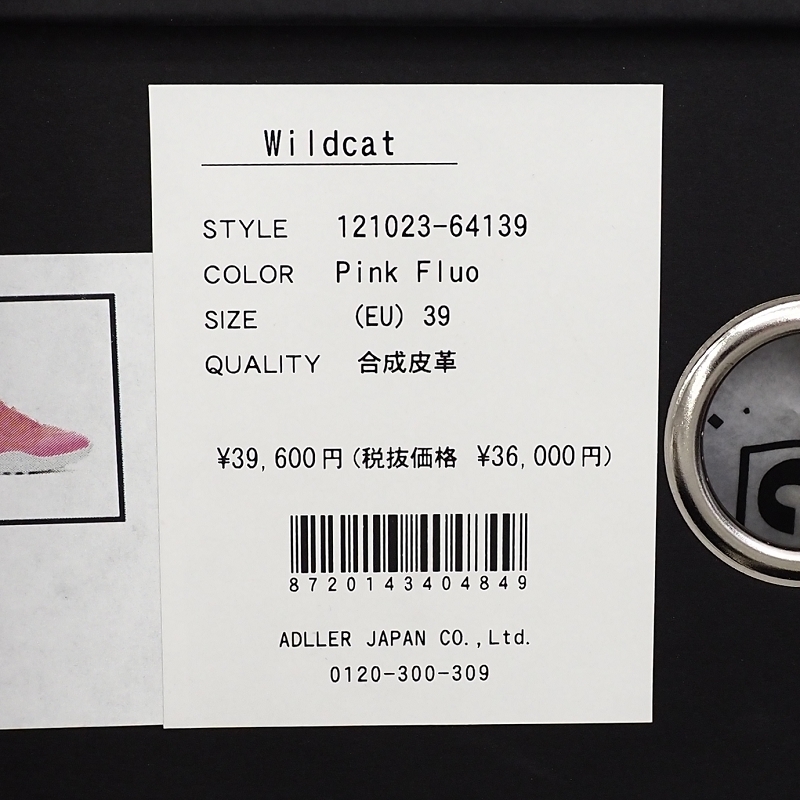 Wildcat
STYLE 121023-64139
COLOR Pink Fluo
SIZE (EU) 39
QUALITY 合成皮革
¥39,600円(税抜価格 ¥36,000円)
8720143404849
ADLLER JAPAN CO.,Ltd.
0120-300-309